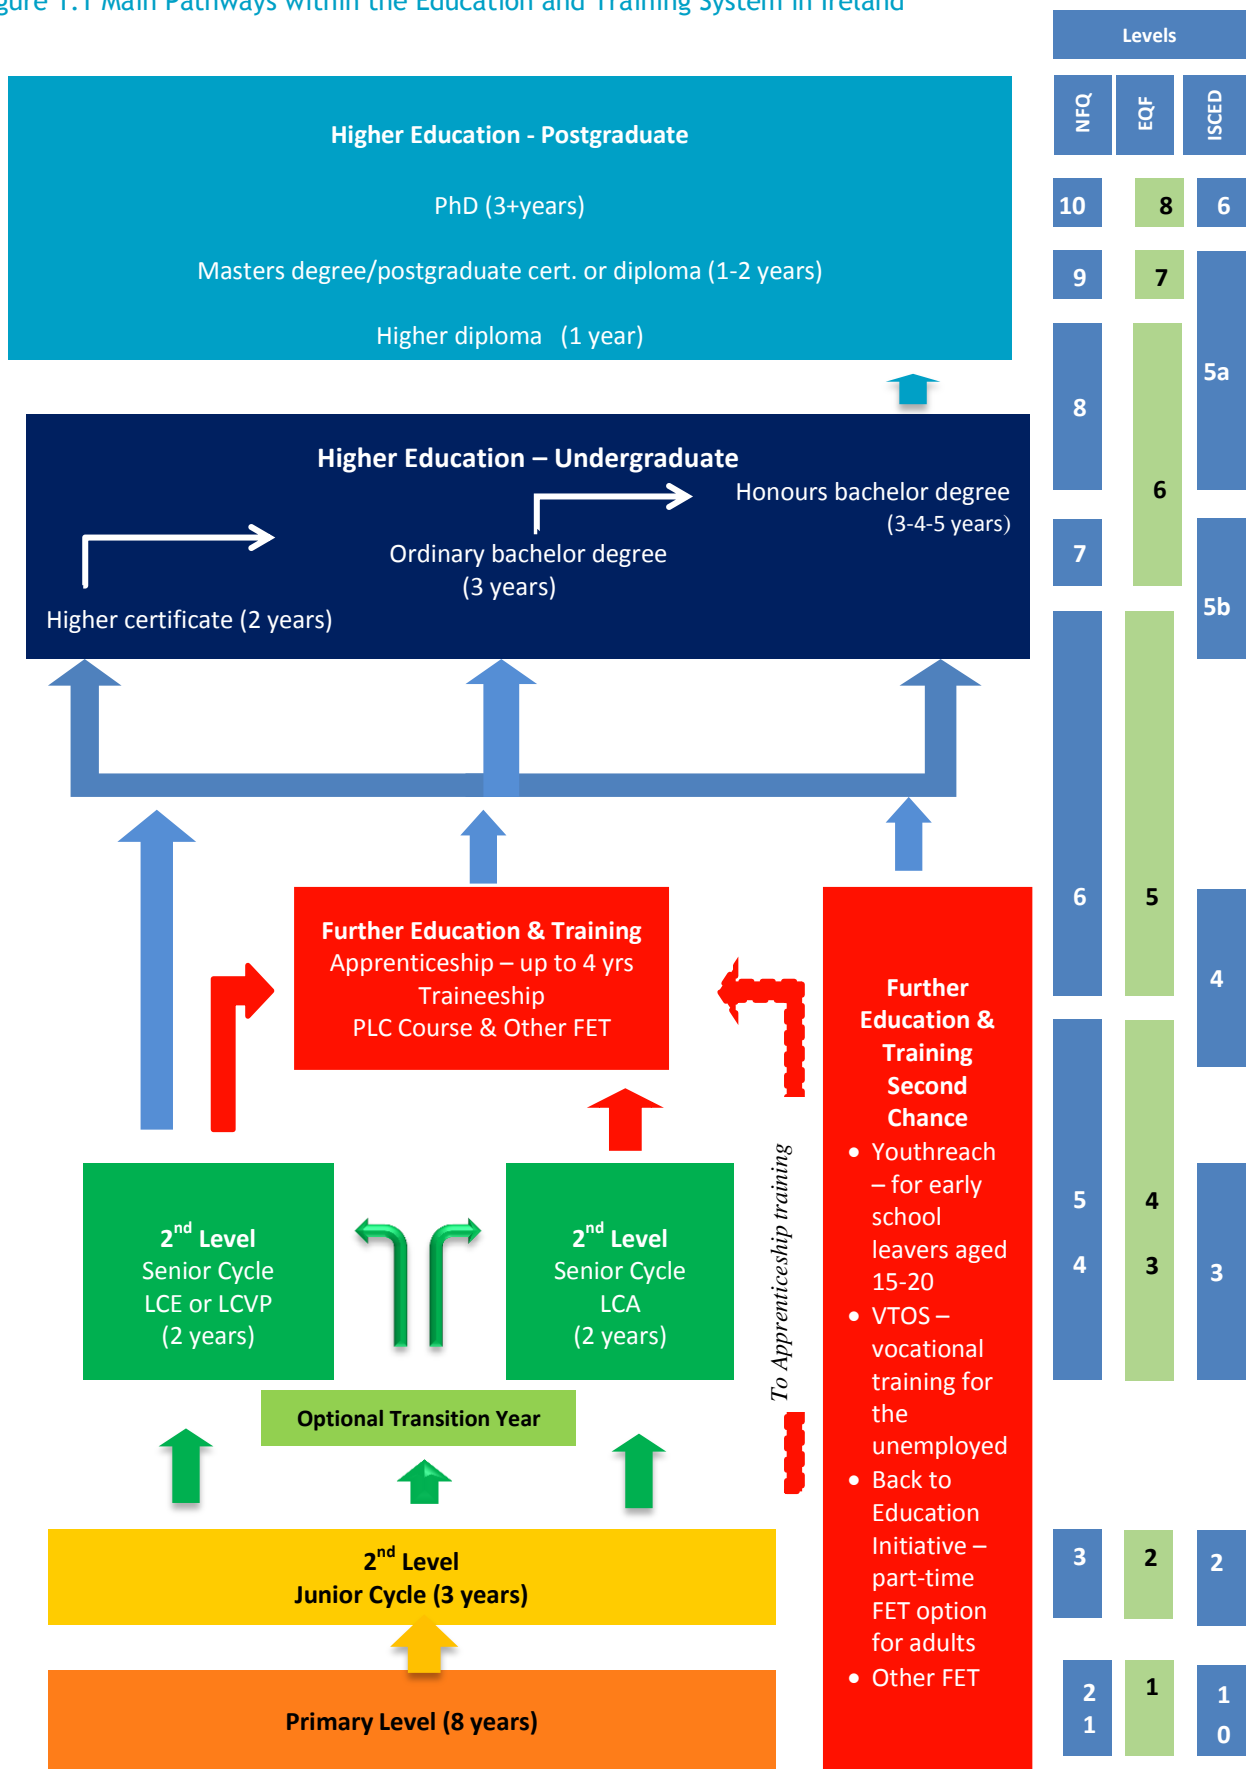 gure 1.1 Main Pathways within the Education and Training System in Ireland
Levels
NFQ
EQF
ISCED
Higher Education - Postgraduate
PhD (3+years)
Masters degree/postgraduate cert. or diploma (1-2 years)
Higher diploma (1 year)
10
8
6
9
7
5a
8
6
7
5b
Higher Education – Undergraduate
Honours bachelor degree
(3-4-5 years)
Ordinary bachelor degree
(3 years)
Higher certificate (2 years)
6
5
4
Further Education & Training
Apprenticeship – up to 4 yrs
Traineeship
PLC Course & Other FET
Further
Education &
Training
Second
Chance
• Youthreach
– for early
school
leavers aged
15-20
• VTOS –
vocational
training for
the
unemployed
• Back to
Education
Initiative –
part-time
FET option
for adults
• Other FET
To Apprenticeship training
2nd Level
Senior Cycle
LCE or LCVP
(2 years)
2nd Level
Senior Cycle
LCA
(2 years)
5
4
4
3
3
Optional Transition Year
2nd Level
Junior Cycle (3 years)
3
2
2
Primary Level (8 years)
2
1
1
1
0